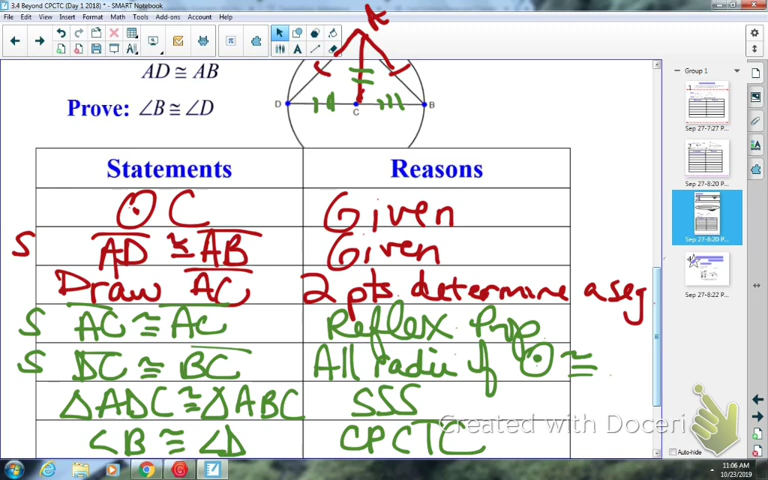 3.4 Beyond CPCTC (Day 1 2018) * - SMART Notebook
File Edit View Insert Format Tools Add-ons Account Help
A
AD ≅ AB
Prove: ∠B ≅ ∠D
D
C
B
Statements Reasons
⊙ C Given
S AD ≅ AB Given
Draw AC 2 pts determine a seg
S AC ≅ AC Reflex Prop
S DC ≅ BC All radii of ⊙ ≅
△ADC ≅ △ABC SSS
∠B ≅ ∠D CPCTC
Created with Doceri
Group 1
Sep 27-7:27
Sep 27-8:20
Sep 27-8:20
Sep 27-8:22
Auto-hide
11:06 AM
10/23/2019